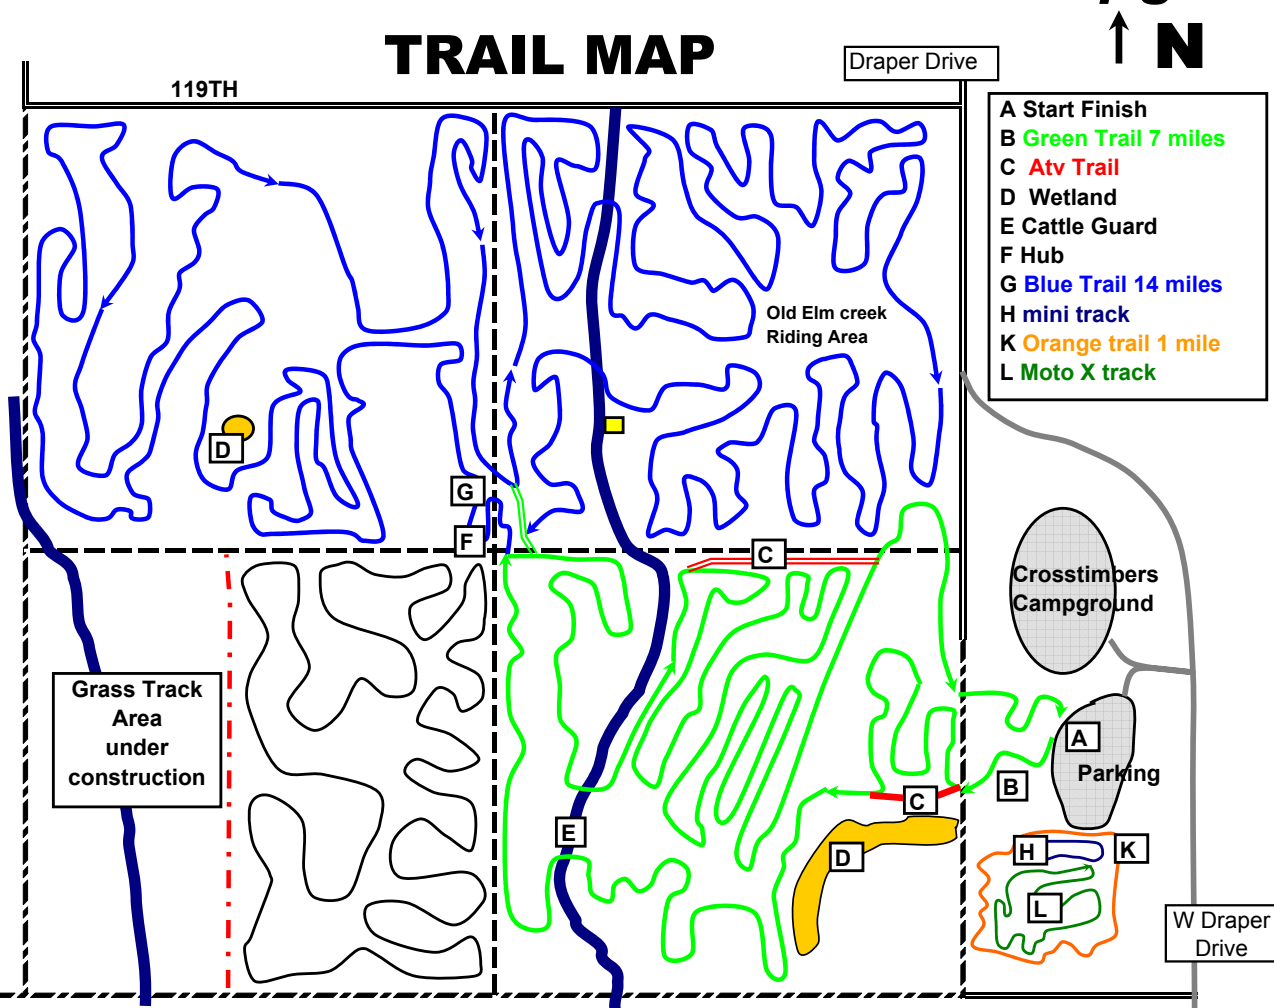 TRAIL MAP
N
Draper Drive
119TH
A Start Finish
B Green Trail 7 miles
C Atv Trail
D Wetland
E Cattle Guard
F Hub
G Blue Trail 14 miles
H mini track
K Orange trail 1 mile
L Moto X track
Old Elm creek
Riding Area
D
G
F
C
Crosstimbers
Campground
Grass Track
Area
under
construction
A
Parking
B
C
E
D
H
K
L
W Draper
Drive